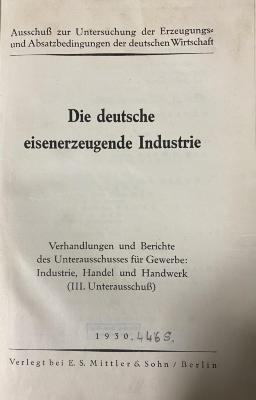 Ausschuß zur Untersuchung der Erzeugungs-
und Absatzbedingungen der deutschen Wirtschaft
Die deutsche
eisenerzeugende Industrie
Verhandlungen und Berichte
des Unterausschusses für Gewerbe:
Industrie, Handel und Handwerk
(III. Unterausschuß)
1930
Verlegt bei E. S. Mittler & Sohn / Berlin